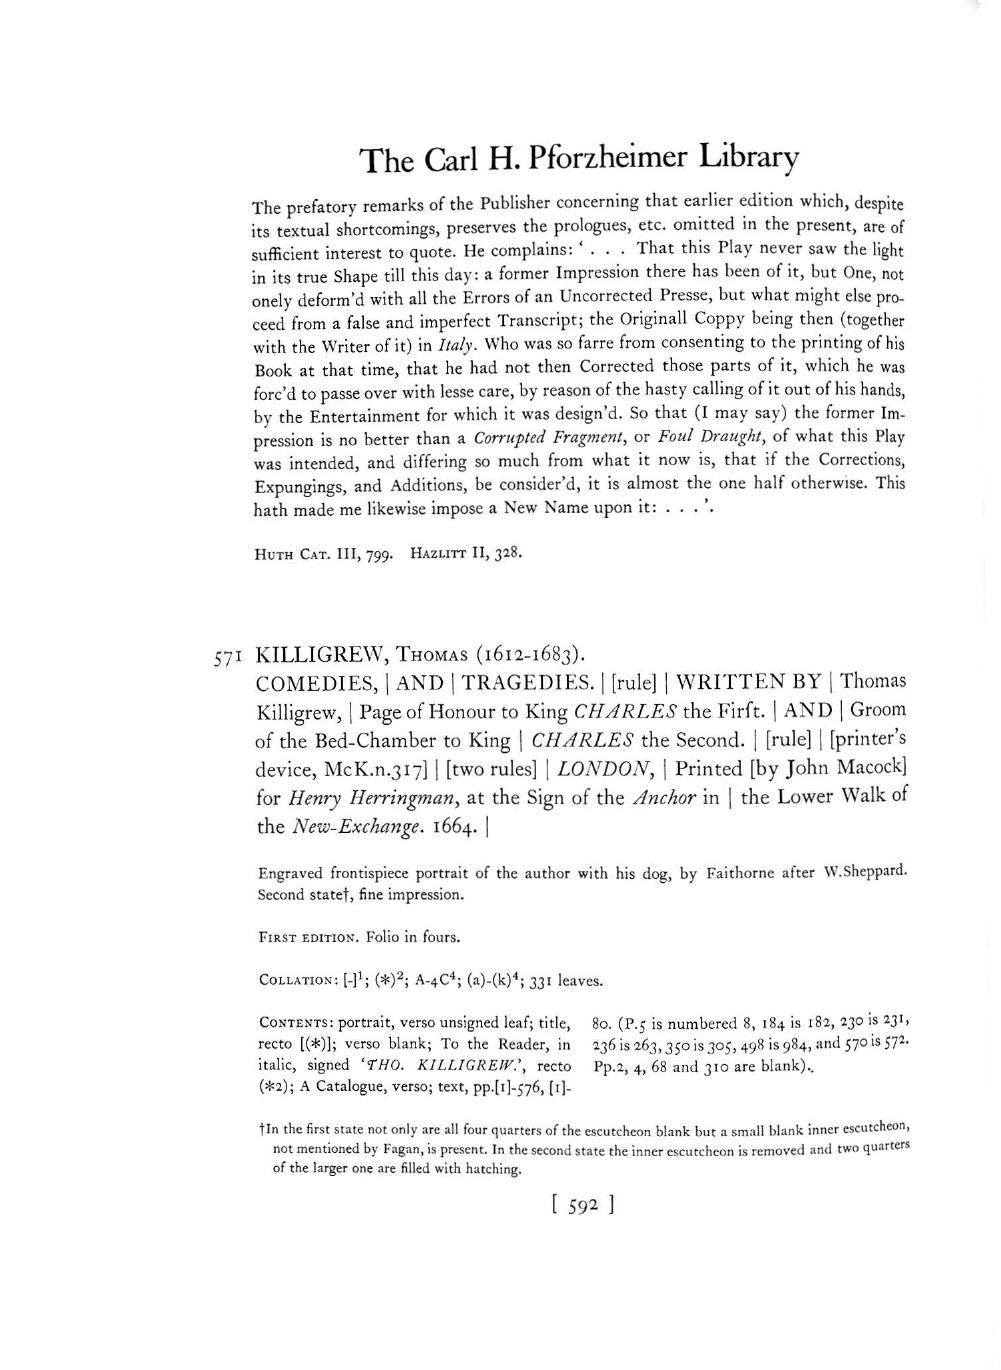 The Carl H. Pforzheimer Library
The prefatory remarks of the Publisher concerning that earlier edition which, despite
its textual shortcomings, preserves the prologues, etc. omitted in the present, are of
sufficient interest to quote. He complains: ‘. . . That this Play never saw the light
in its true Shape till this day: a former Impression there has been of it, but One, not
onely deform’d with all the Errors of an Uncorrected Presse, but what might else pro-
ceed from a false and imperfect Transcript; the Originall Coppy being then (together
with the Writer of it) in Italy. Who was so farre from consenting to the printing of his
Book at that time, that he had not then Corrected those parts of it, which he was
forc’d to passe over with lesse care, by reason of the hasty calling of it out of his hands,
by the Entertainment for which it was design’d. So that (I may say) the former Im-
pression is no better than a Corrupted Fragment, or Foul Draught, of what this Play
was intended, and differing so much from what it now is, that if the Corrections,
Expungings, and Additions, be consider’d, it is almost the one half otherwise. This
hath made me likewise impose a New Name upon it: . . .’.
HUTH CAT. III, 799. HAZLITT II, 328.
571 KILLIGREW, THOMAS (1612-1683).
COMEDIES, | AND | TRAGEDIES. | [rule] | WRITTEN BY | Thomas
Killigrew, | Page of Honour to King CHARLES the Firſt. | AND | Groom
of the Bed-Chamber to King | CHARLES the Second. | [rule] | [printer’s
device, McK.n.317] | [two rules] | LONDON, | Printed [by John Macock]
for Henry Herringman, at the Sign of the Anchor in | the Lower Walk of
the New-Exchange. 1664. |
Engraved frontispiece portrait of the author with his dog, by Faithorne after W.Sheppard.
Second state†, fine impression.
FIRST EDITION. Folio in fours.
COLLATION: [-]¹; (*)²; A-4C⁴; (a)-(k)⁴; 331 leaves.
CONTENTS: portrait, verso unsigned leaf; title,
recto [(*)]; verso blank; To the Reader, in
italic, signed ‘THO. KILLIGREW.’, recto
(*2); A Catalogue, verso; text, pp.[1]-576, [1]-
80. (P.5 is numbered 8, 184 is 182, 230 is 231,
236 is 263, 350 is 305, 498 is 984, and 570 is 572.
Pp.2, 4, 68 and 310 are blank)..
†In the first state not only are all four quarters of the escutcheon blank but a small blank inner escutcheon,
not mentioned by Fagan, is present. In the second state the inner escutcheon is removed and two quarters
of the larger one are filled with hatching.
[ 592 ]